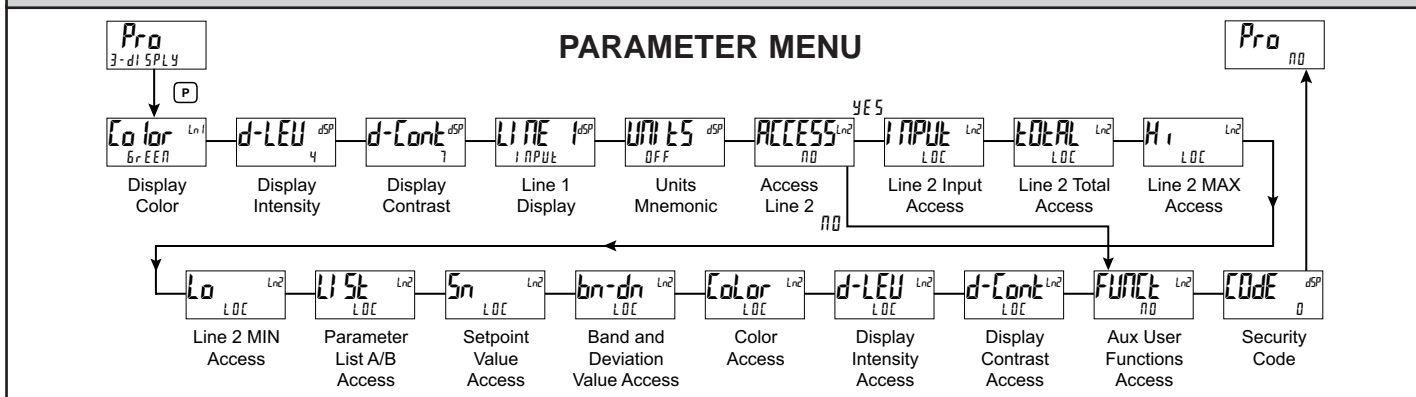 PARAMETER MENU
Pro
3-dISPLY
Pro
NO
P
YES
Color Ln1
GrEEN
d-LEV dSP
4
d-Cont dSP
7
LINE 1 dSP
INPUt
UNItS dSP
OFF
ACCESS Ln2
NO
INPUt Ln2
LOC
tOtAL Ln2
LOC
HI Ln2
LOC
Display
Color
Display
Intensity
Display
Contrast
Line 1
Display
Units
Mnemonic
Access
Line 2
Line 2 Input
Access
Line 2 Total
Access
Line 2 MAX
Access
NO
Lo Ln2
LOC
LISt Ln2
LOC
Sn Ln2
LOC
bn-dn Ln2
LOC
CoLor Ln2
LOC
d-LEV Ln2
LOC
d-Cont Ln2
LOC
FUNCt Ln2
NO
COdE dSP
0
Line 2 MIN
Access
Parameter
List A/B
Access
Setpoint
Value
Access
Band and
Deviation
Value Access
Color
Access
Display
Intensity
Access
Display
Contrast
Access
Aux User
Functions
Access
Security
Code